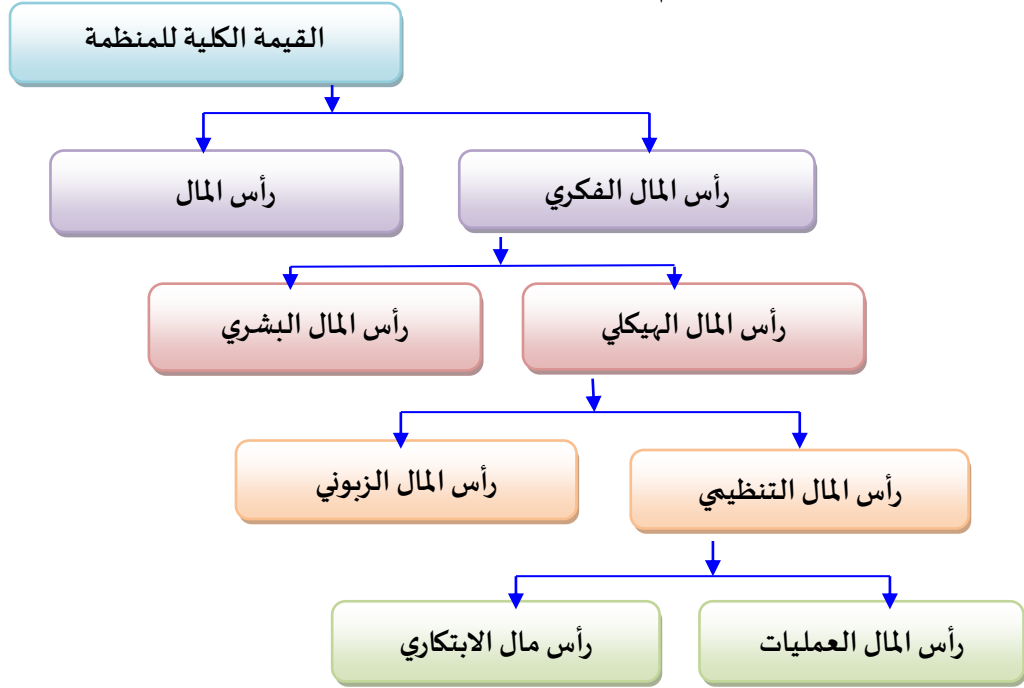 القيمة الكلية للمنظمة
رأس المال الفكري
رأس المال
رأس المال الهيكلي
رأس المال البشري
رأس المال التنظيمي
رأس المال الزبوني
رأس المال العمليات
رأس مال الابتكاري